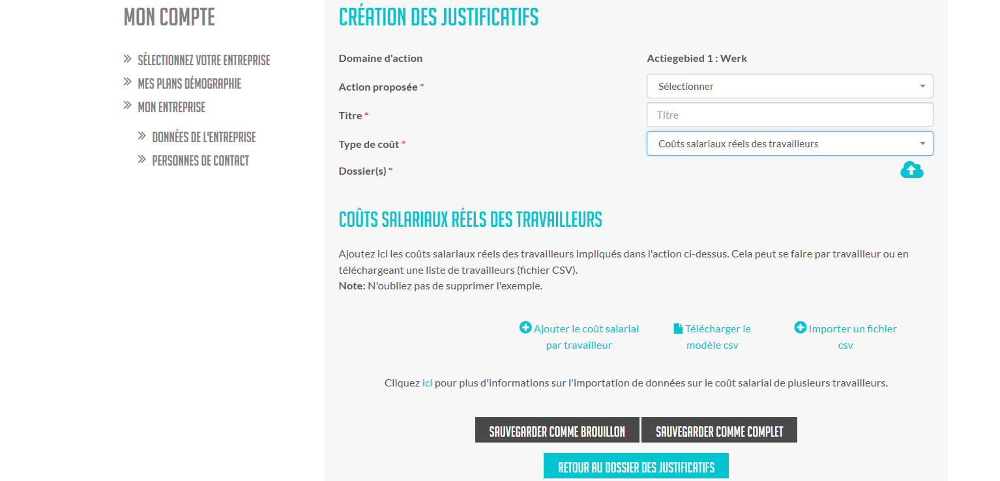 MON COMPTE
SÉLECTIONNEZ VOTRE ENTREPRISE
MES PLANS DÉMOGRAPHIE
MON ENTREPRISE
DONNÉES DE L'ENTREPRISE
PERSONNES DE CONTACT
CRÉATION DES JUSTIFICATIFS
Domaine d'action Actiegebied 1 : Werk
Action proposée * Sélectionner
Titre * Titre
Type de coût * Coûts salariaux réels des travailleurs
Dossier(s) *
COÛTS SALARIAUX RÉELS DES TRAVAILLEURS
Ajoutez ici les coûts salariaux réels des travailleurs impliqués dans l'action ci-dessus. Cela peut se faire par travailleur ou en
téléchargeant une liste de travailleurs (fichier CSV).
Note: N'oubliez pas de supprimer l'exemple.
Ajouter le coût salarial
par travailleur
Télécharger le
modèle csv
Importer un fichier
csv
Cliquez ici pour plus d'informations sur l'importation de données sur le coût salarial de plusieurs travailleurs.
SAUVEGARDER COMME BROUILLON
SAUVEGARDER COMME COMPLET
RETOUR AU DOSSIER DES JUSTIFICATIFS